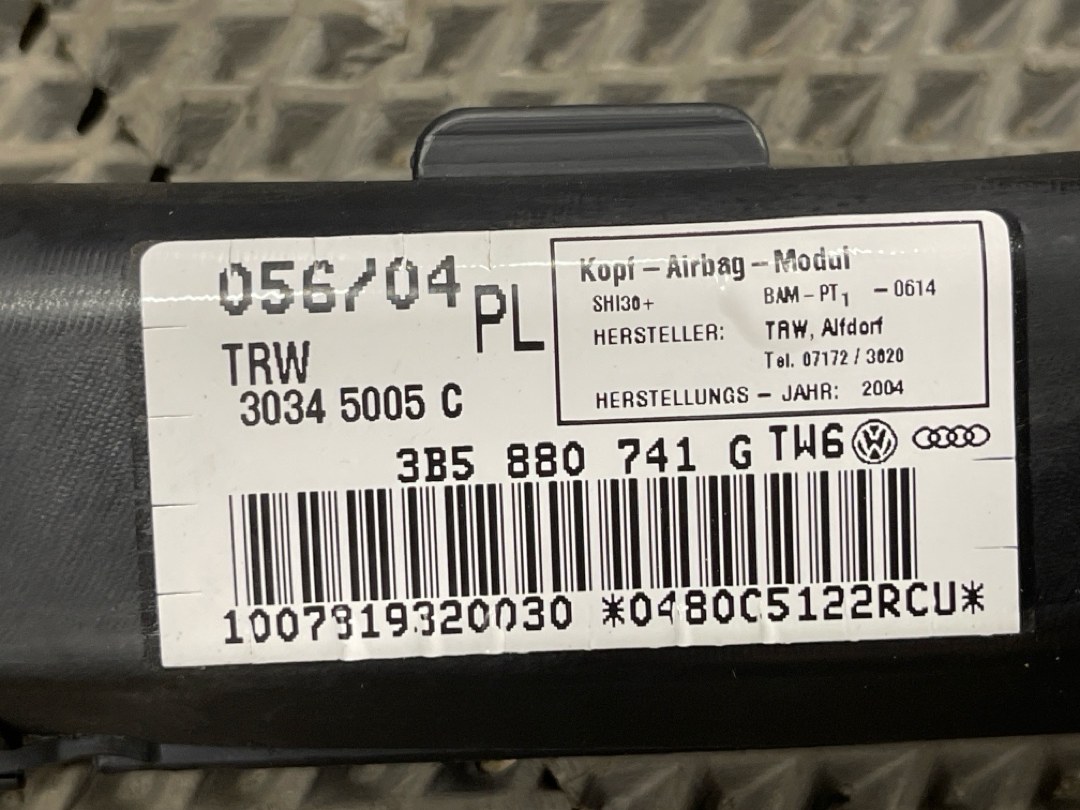 056/04
PL
TRW
3034 5005 C
Kopf-Airbag-Modul
SHI30+ BAM-PT1 -0614
HERSTELLER: TRW, Alfdorf
Tel. 07172/3020
HERSTELLUNGS - JAHR: 2004
3B5 880 741 G TW6 VW
1007819320030 *0480C5122RCU*